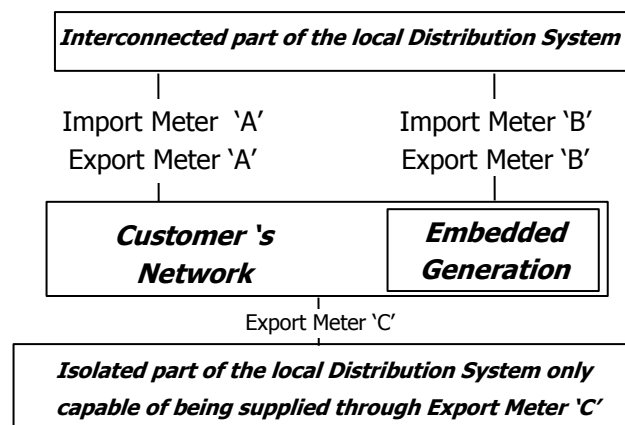 Interconnected part of the local Distribution System
Import Meter ‘A’
Export Meter ‘A’
Import Meter ‘B’
Export Meter ‘B’
Customer ‘s
Network
Embedded
Generation
Export Meter ‘C’
Isolated part of the local Distribution System only
capable of being supplied through Export Meter ‘C’